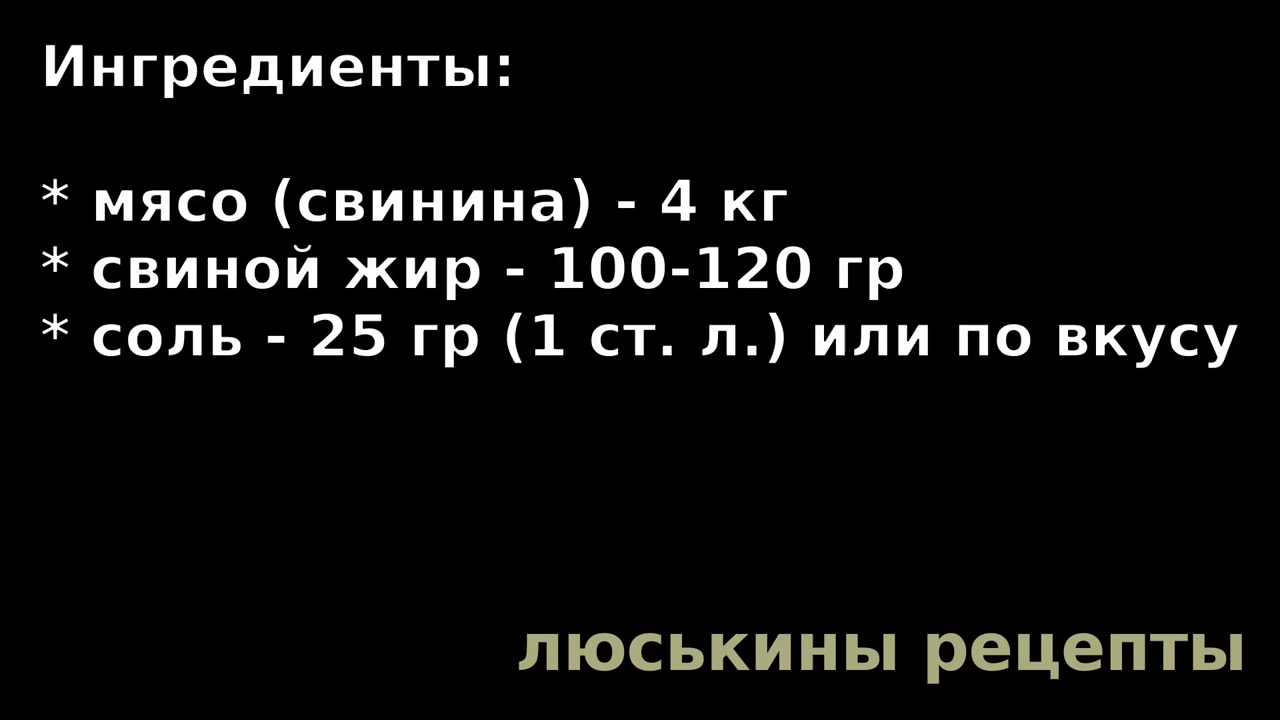 Ингредиенты:
* мясо (свинина) - 4 кг
* свиной жир - 100-120 гр
* соль - 25 гр (1 ст. л.) или по вкусу
люськины рецепты